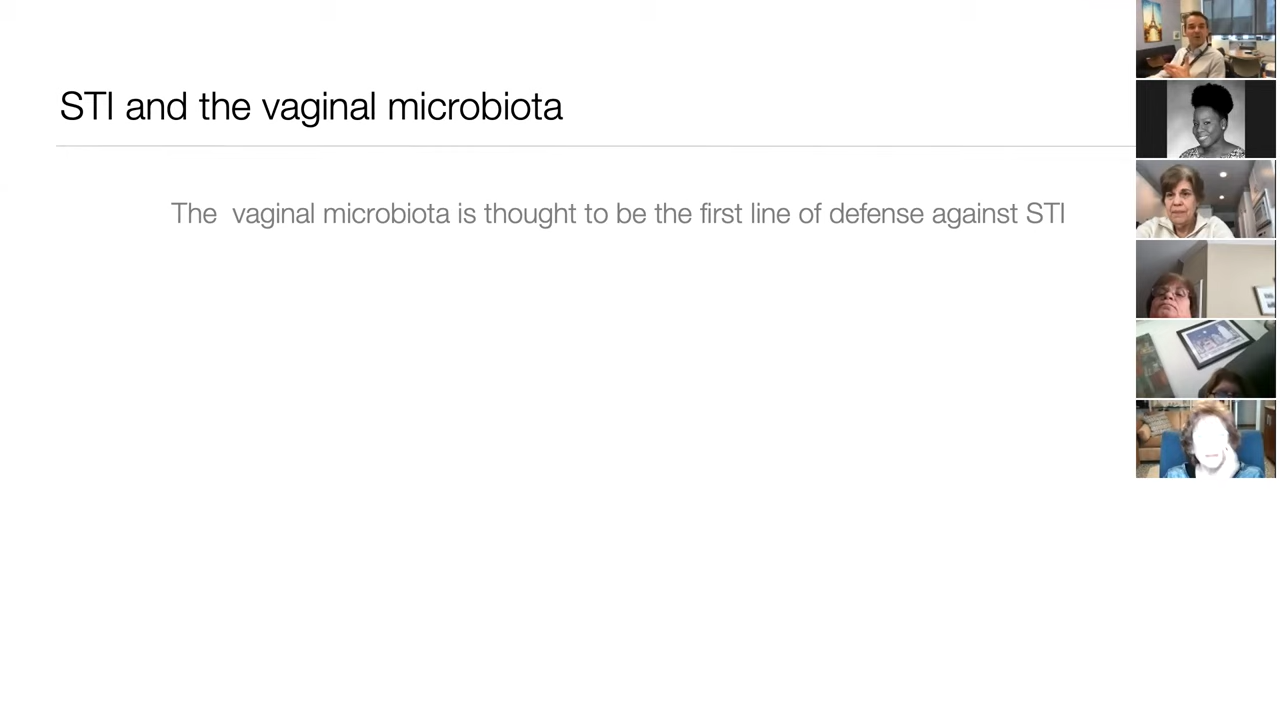 STI and the vaginal microbiota
The vaginal microbiota is thought to be the first line of defense against STI